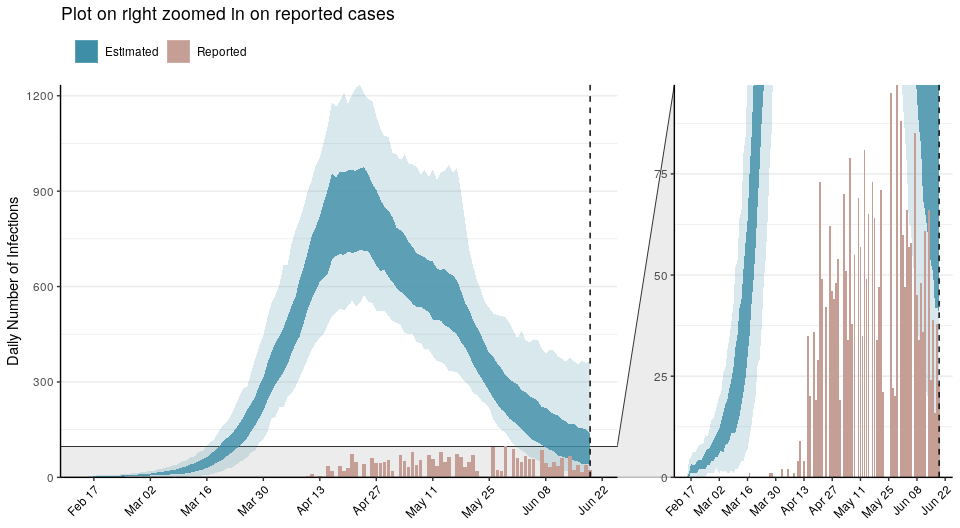 Plot on right zoomed in on reported cases
Estimated Reported
Daily Number of Infections
1200
900
600
300
0
Feb 17 Mar 02 Mar 16 Mar 30 Apr 13 Apr 27 May 11 May 25 Jun 08 Jun 22
75
50
25
0
Feb 17 Mar 02 Mar 16 Mar 30 Apr 13 Apr 27 May 11 May 25 Jun 08 Jun 22